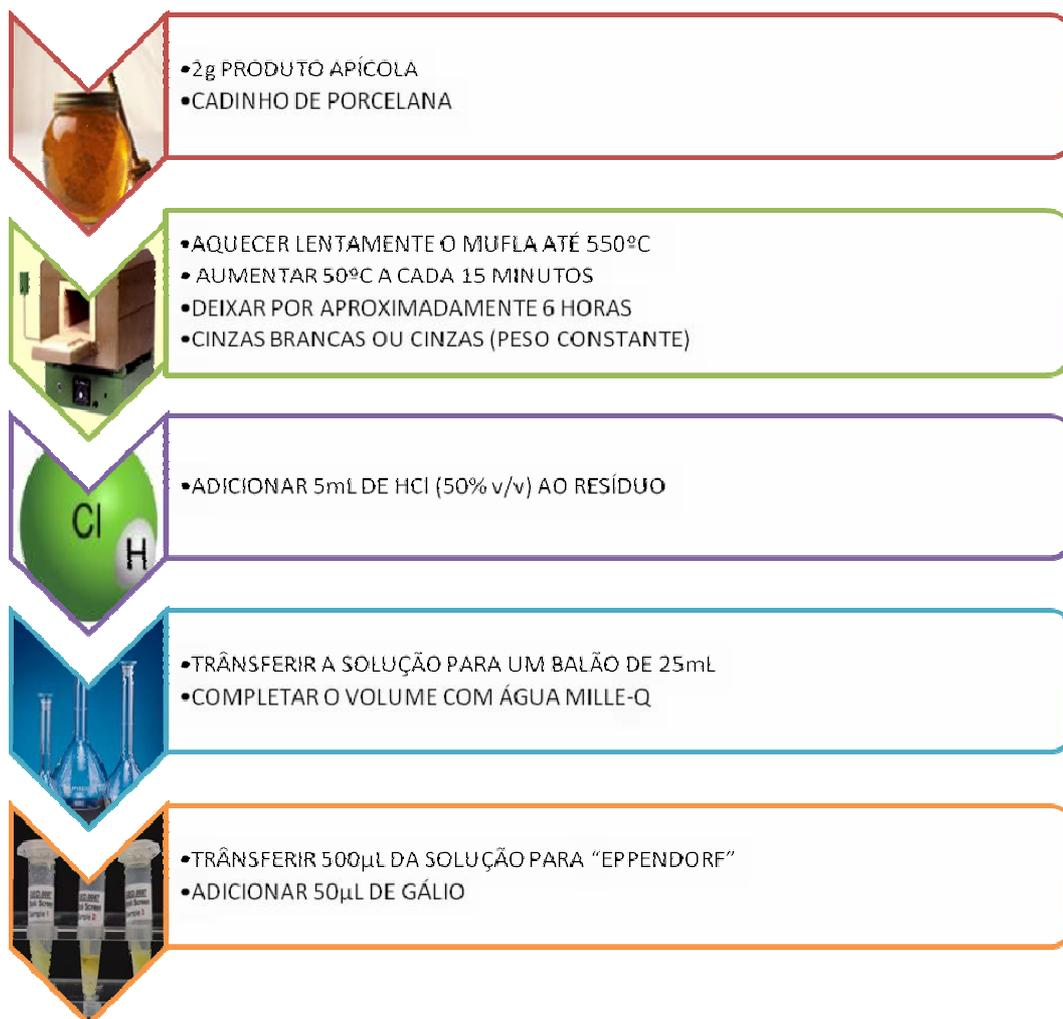 •2g PRODUTO APÍCOLA
•CADINHO DE PORCELANA
•AQUECER LENTAMENTE O MUFLA ATÉ 550ºC
• AUMENTAR 50ºC A CADA 15 MINUTOS
•DEIXAR POR APROXIMADAMENTE 6 HORAS
•CINZAS BRANCAS OU CINZAS (PESO CONSTANTE)
Cl
H
•ADICIONAR 5mL DE HCl (50% v/v) AO RESÍDUO
•TRÂNSFERIR A SOLUÇÃO PARA UM BALÃO DE 25mL
•COMPLETAR O VOLUME COM ÁGUA MILLE-Q
•TRÂNSFERIR 500µL DA SOLUÇÃO PARA “EPPENDORF”
•ADICIONAR 50µL DE GÁLIO